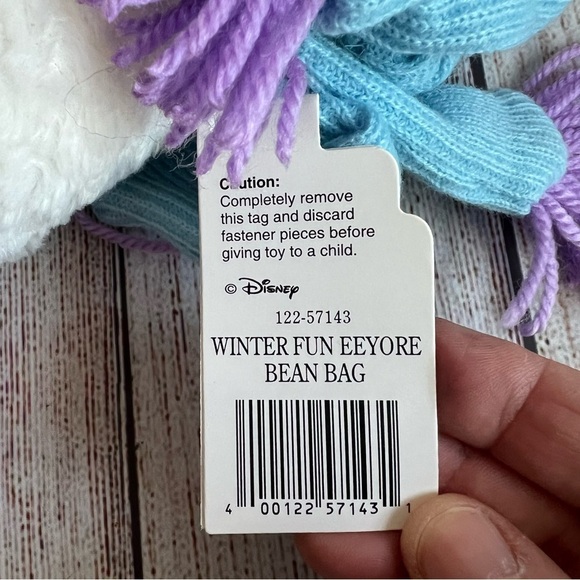 Caution:
Completely remove
this tag and discard
fastener pieces before
giving toy to a child.
© Disney
122-57143
WINTER FUN EEYORE
BEAN BAG
4 00122 57143 1